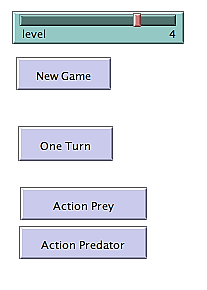 level 4
New Game
One Turn
Action Prey
Action Predator